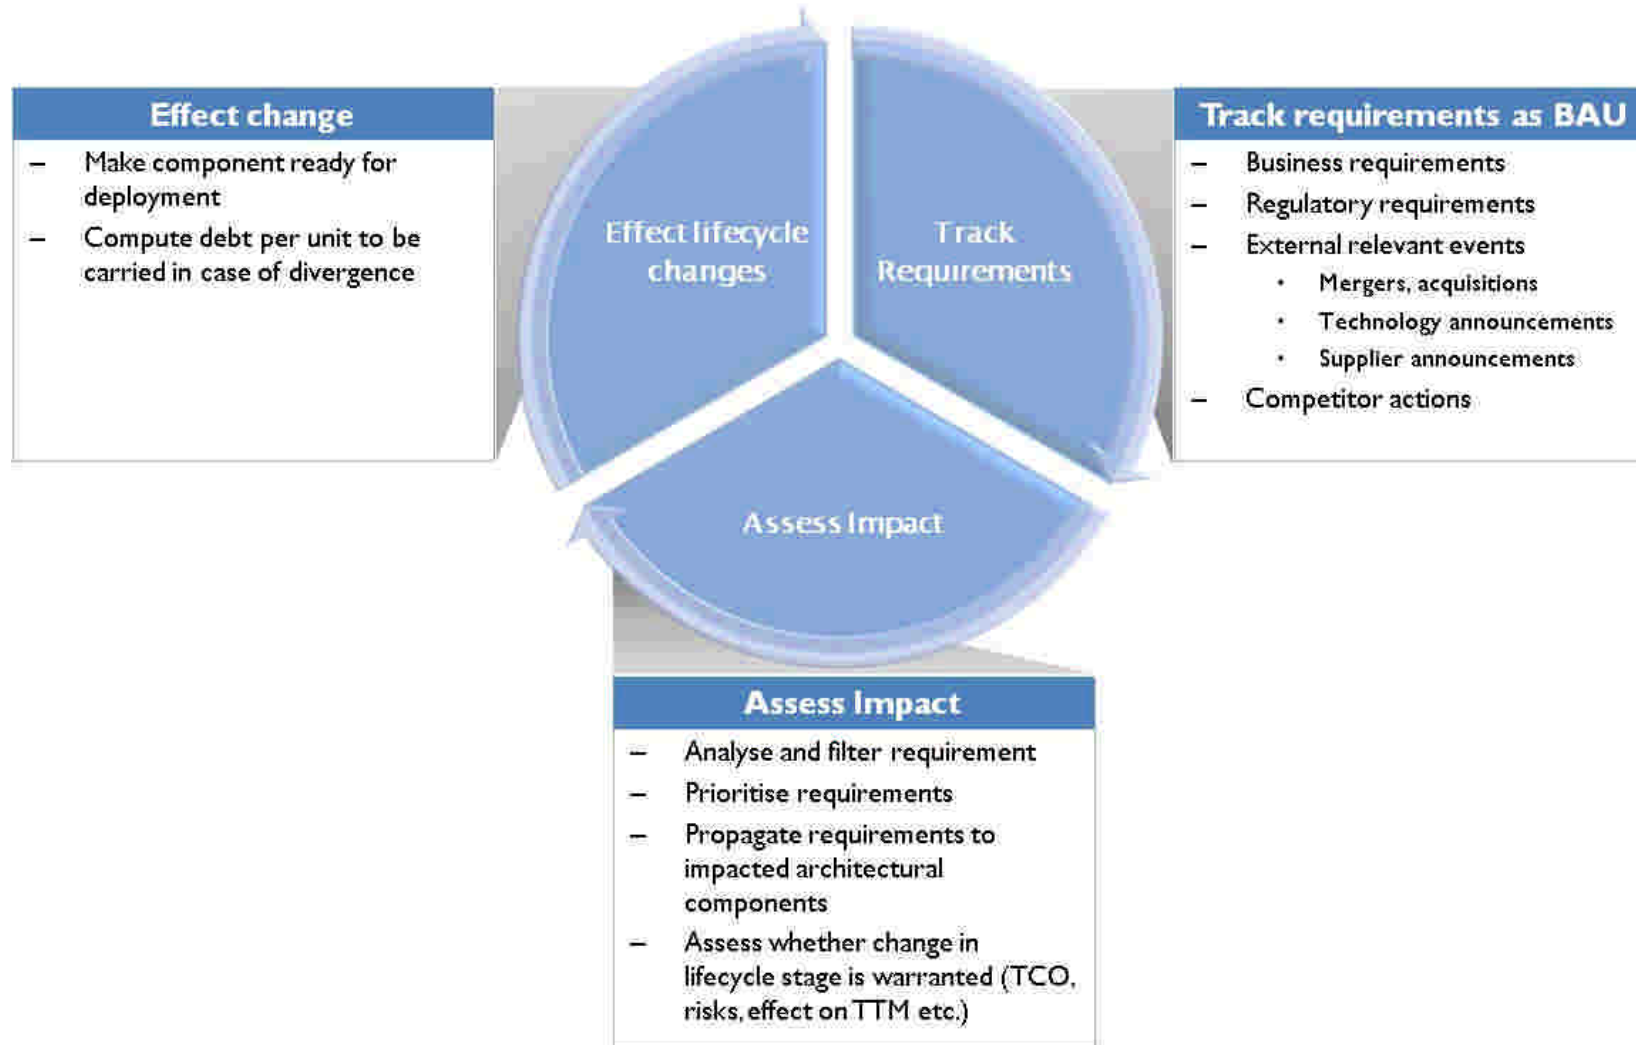 Effect change
– Make component ready for
deployment
– Compute debt per unit to be
carried in case of divergence
Effect lifecycle
changes
Track
Requirements
Assess Impact
Track requirements as BAU
– Business requirements
– Regulatory requirements
– External relevant events
• Mergers, acquisitions
• Technology announcements
• Supplier announcements
– Competitor actions
Assess Impact
– Analyse and filter requirement
– Prioritise requirements
– Propagate requirements to
impacted architectural
components
– Assess whether change in
lifecycle stage is warranted (TCO,
risks, effect on TTM etc.)